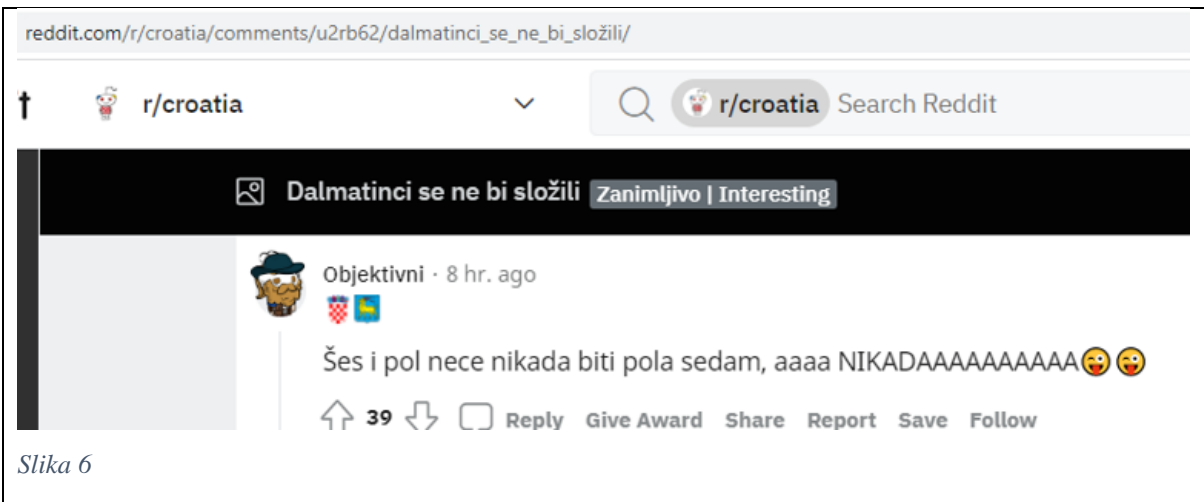 reddit.com/r/croatia/comments/u2rb62/dalmatinci_se_ne_bi_složili/
r/croatia r/croatia Search Reddit
Dalmatinci se ne bi složili Zanimljivo | Interesting
Objektivni · 8 hr. ago
Šes i pol nece nikada biti pola sedam, aaaa NIKADAAAAAAAAAA😜😜
39 Reply Give Award Share Report Save Follow
Slika 6